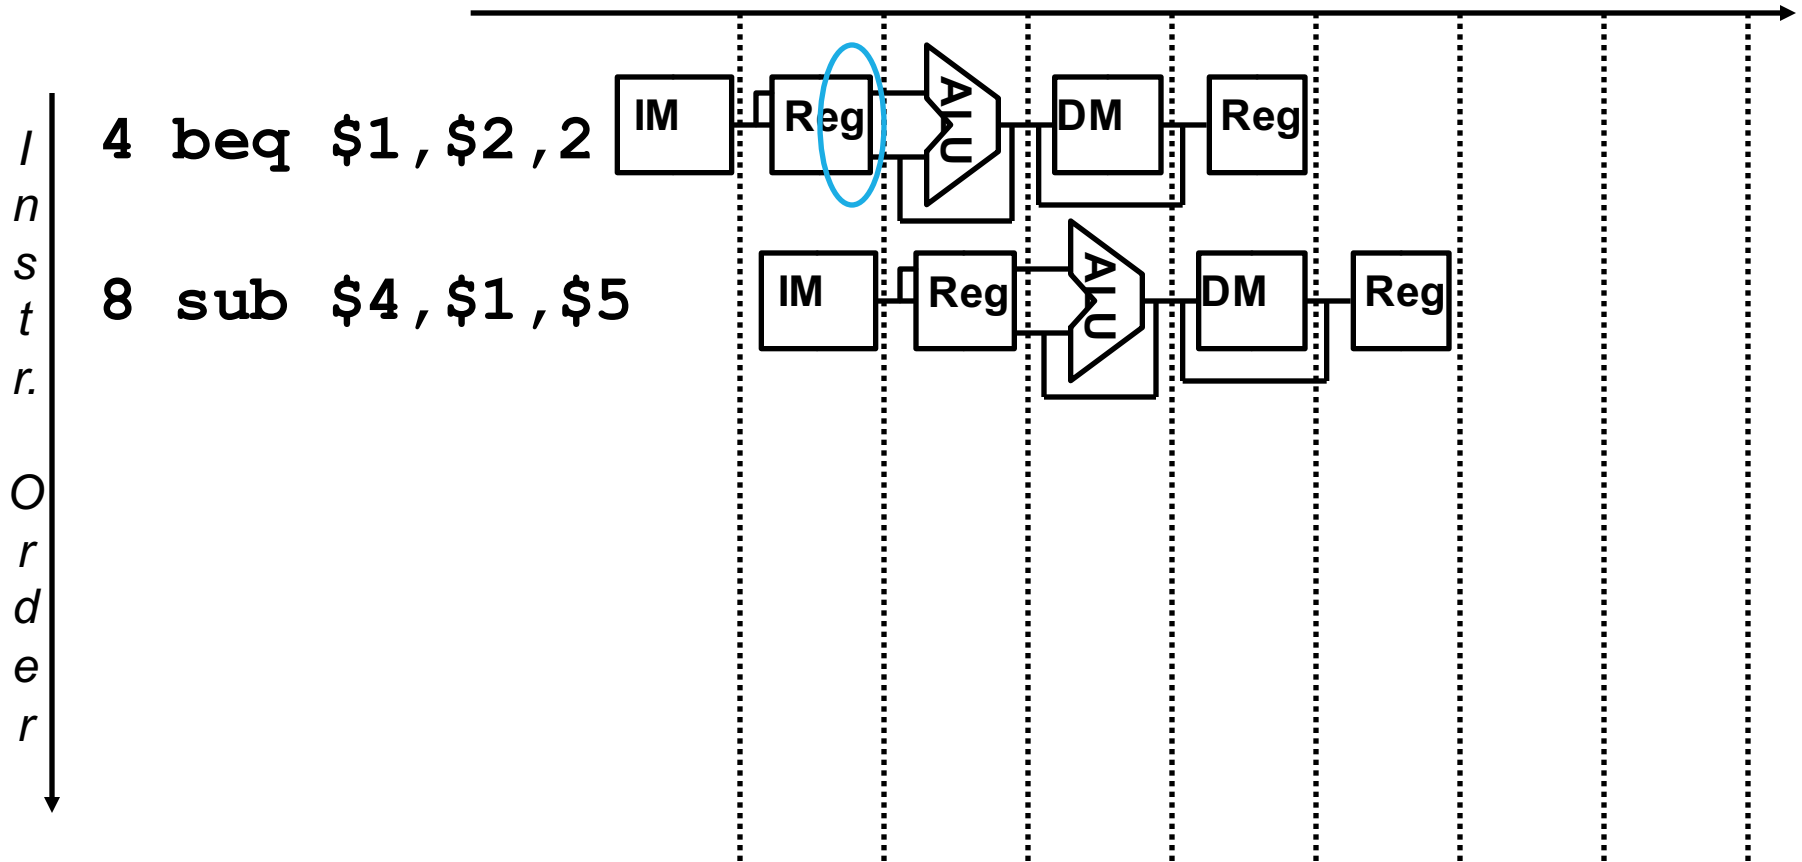 4 beq $1,$2,2 IM Reg ALU DM Reg
8 sub $4,$1,$5 IM Reg ALU DM Reg
Instr. Order